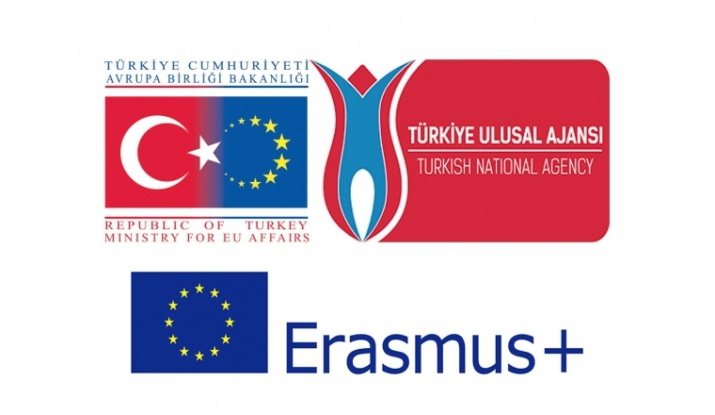 TÜRKİYE CUMHURİYETİ
AVRUPA BİRLİĞİ BAKANLIĞI
REPUBLIC OF TURKEY
MINISTRY FOR EU AFFAIRS
TÜRKİYE ULUSAL AJANSI
TURKISH NATIONAL AGENCY
Erasmus+